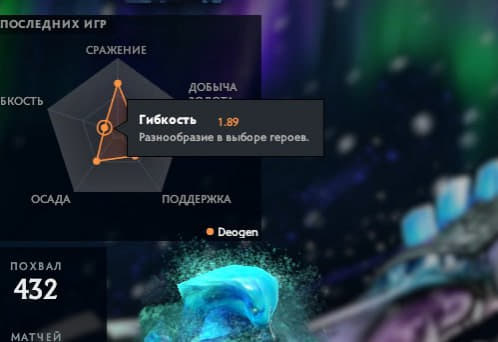 ПОСЛЕДНИХ ИГР
СРАЖЕНИЕ
ДОБЫЧА
БКОСТЬ
Гибкость 1.89
Разнообразие в выборе героев.
ОСАДА
ПОДДЕРЖКА
Deogen
ПОХВАЛ
432
МАТЧЕЙ